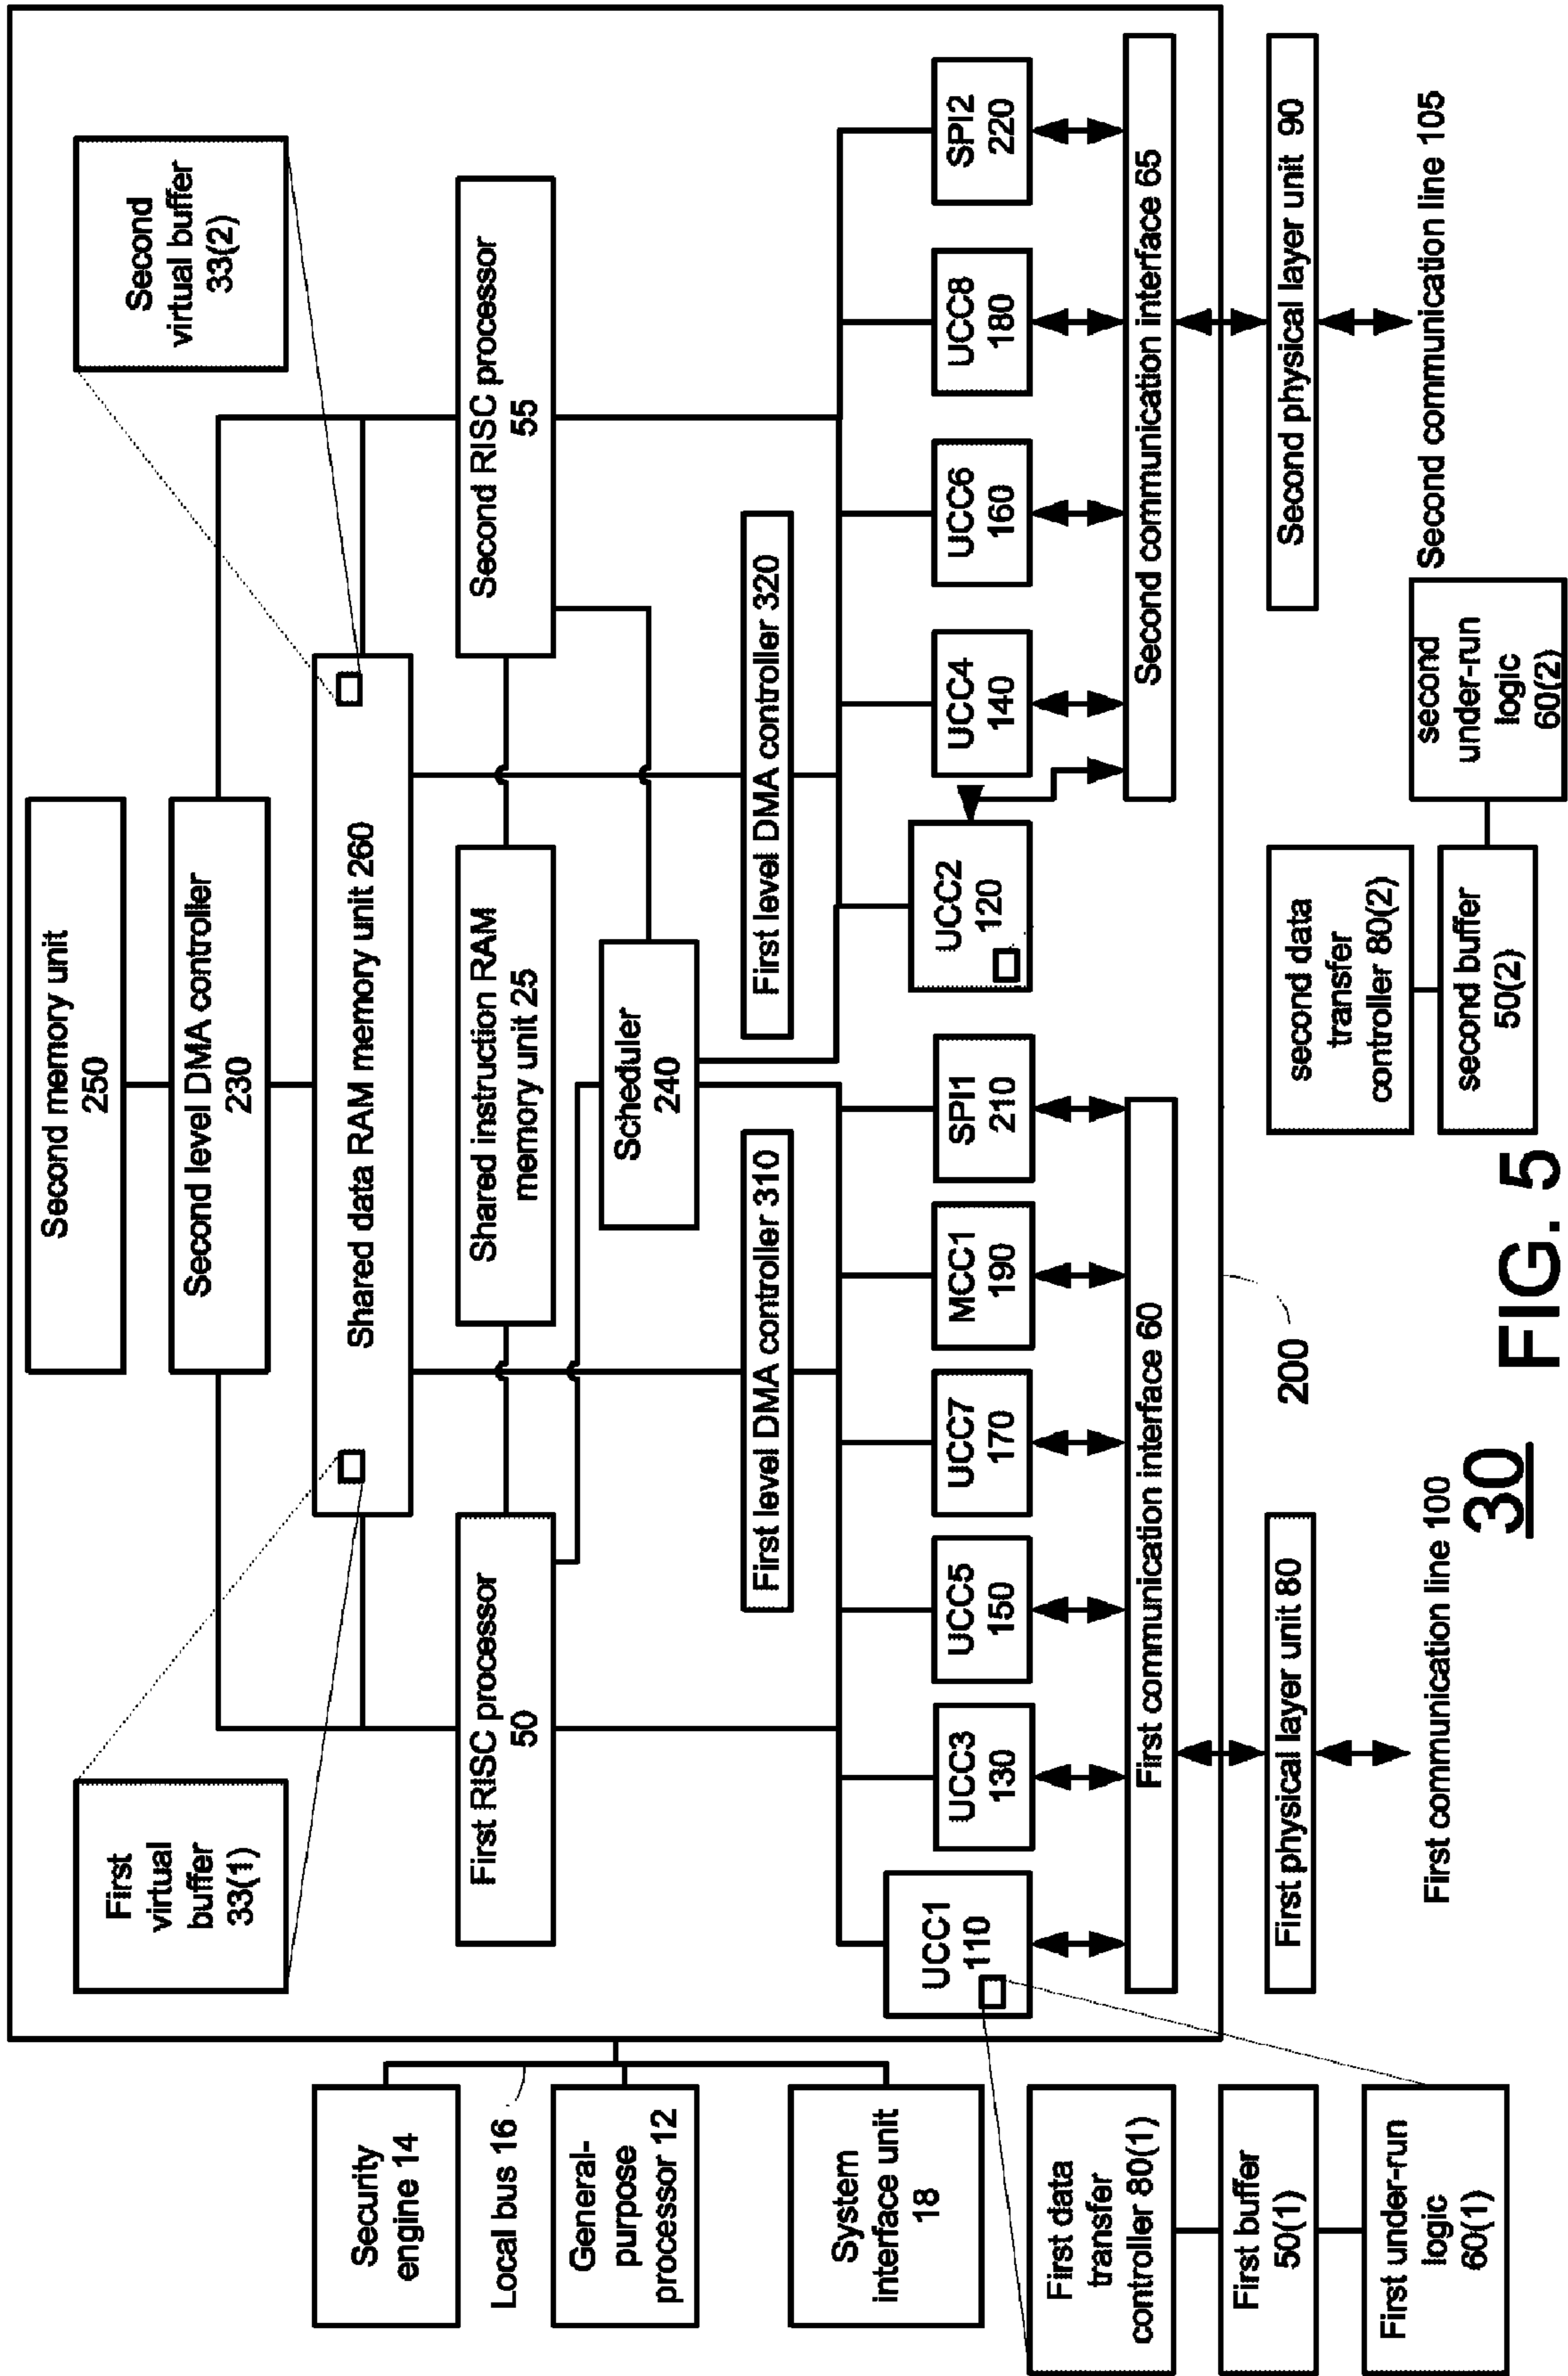 Second memory unit
250
Second level DMA controller
230
Shared data RAM memory unit 260
First
virtual
buffer
33(1)
Second
virtual buffer
33(2)
First RISC processor
50
Shared instruction RAM
memory unit 25
Second RISC processor
55
Scheduler
240
First level DMA controller 310
First level DMA controller 320
UCC1
110
UCC3
130
UCC5
150
UCC7
170
MCC1
190
SPI1
210
UCC2
120
UCC4
140
UCC6
160
UCC8
180
SPI2
220
First communication interface 60
Second communication interface 65
Security
engine 14
Local bus 16
General-
purpose
processor 12
System
interface unit
18
First data
transfer
controller 80(1)
First buffer
50(1)
First under-run
logic
60(1)
First physical layer unit 80
First communication line 100
200
second data
transfer
controller 80(2)
second buffer
50(2)
second
under-run
logic
60(2)
Second physical layer unit 90
Second communication line 105
30
FIG. 5